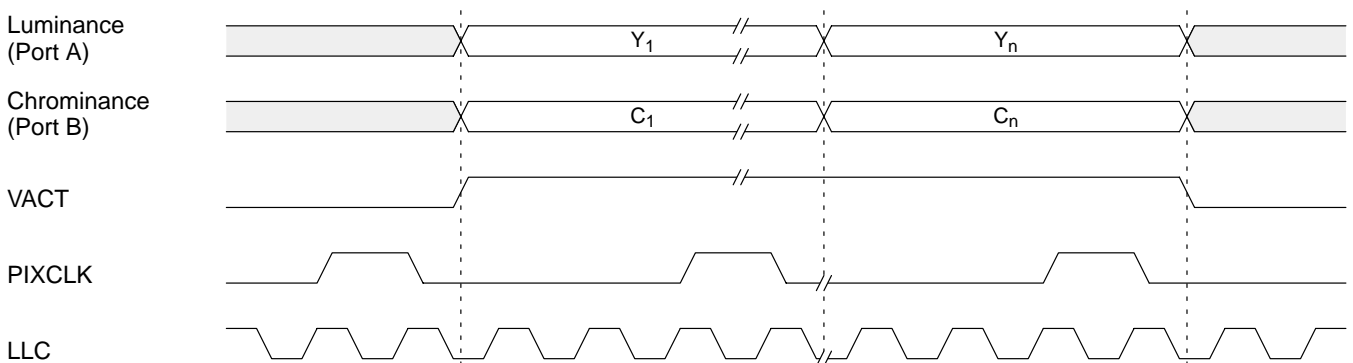 Luminance
(Port A)
Y1
Yn
Chrominance
(Port B)
C1
Cn
VACT
PIXCLK
LLC